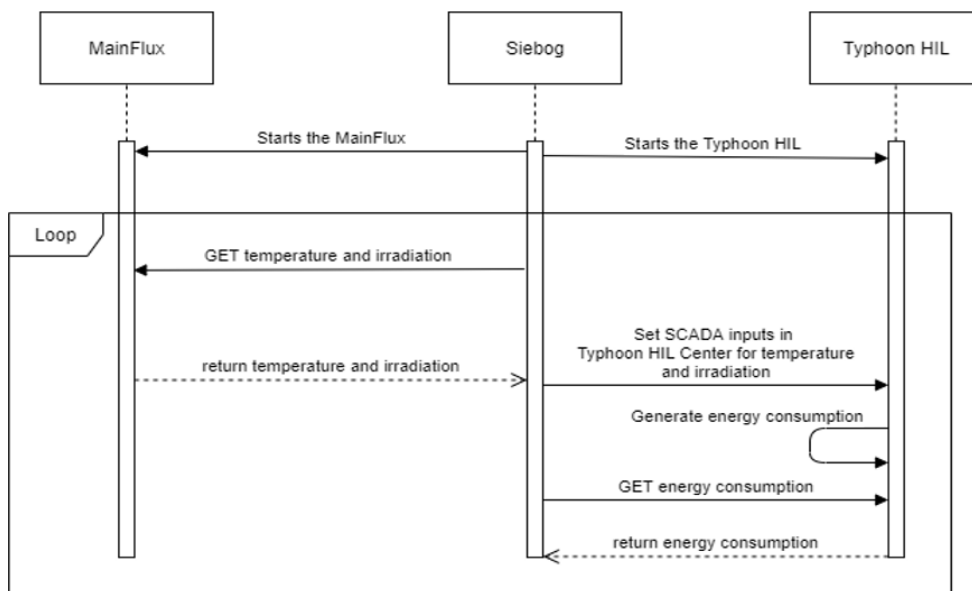 MainFlux
Siebog
Typhoon HIL
Starts the MainFlux
Starts the Typhoon HIL
Loop
GET temperature and irradiation
Set SCADA inputs in
Typhoon HIL Center for temperature
and irradiation
return temperature and irradiation
Generate energy consumption
GET energy consumption
return energy consumption